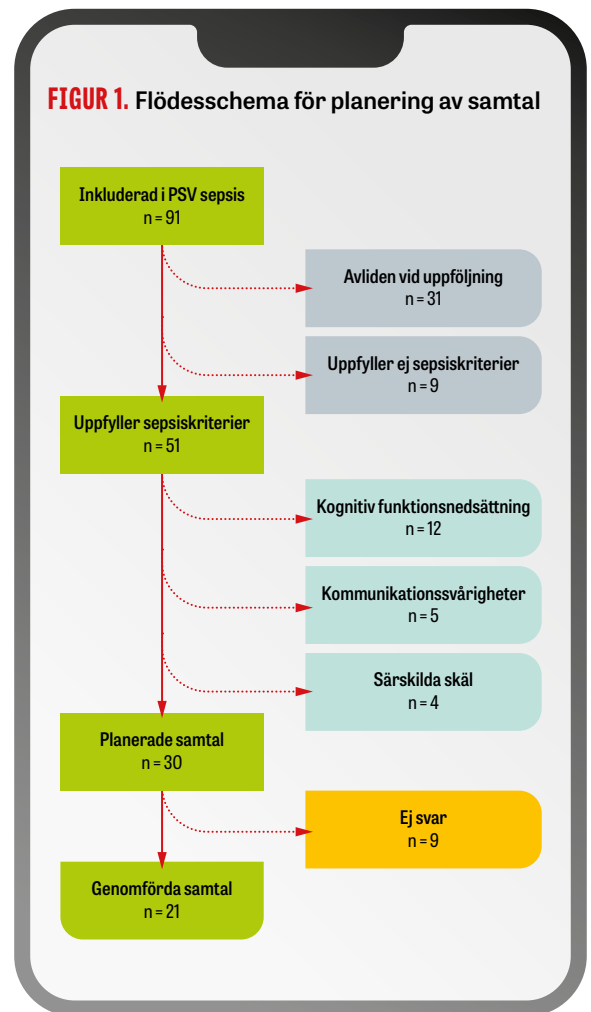 FIGUR 1. Flödesschema för planering av samtal
Inkluderad i PSV sepsis
n = 91
Avliden vid uppföljning
n = 31
Uppfyller ej sepsiskriterier
n = 9
Uppfyller sepsiskriterier
n = 51
Kognitiv funktionsnedsättning
n = 12
Kommunikationssvårigheter
n = 5
Särskilda skäl
n = 4
Planerade samtal
n = 30
Ej svar
n = 9
Genomförda samtal
n = 21